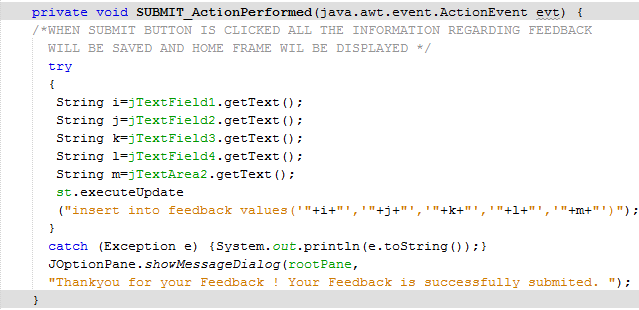 private void SUBMIT_ActionPerformed(java.awt.event.ActionEvent evt) {
/*WHEN SUBMIT BUTTON IS CLICKED ALL THE INFORMATION REGARDING FEEDBACK
WILL BE SAVED AND HOME FRAME WIL BE DISPLAYED */
try
{
String i=jTextField1.getText();
String j=jTextField2.getText();
String k=jTextField3.getText();
String l=jTextField4.getText();
String m=jTextArea2.getText();
st.executeUpdate
("insert into feedback values('"+i+"','"+j+"','"+k+"','"+l+"','"+m+"')");
}
catch (Exception e) {System.out.println(e.toString());}
JOptionPane.showMessageDialog(rootPane,
"Thankyou for your Feedback ! Your Feedback is successfully submited. ");
}